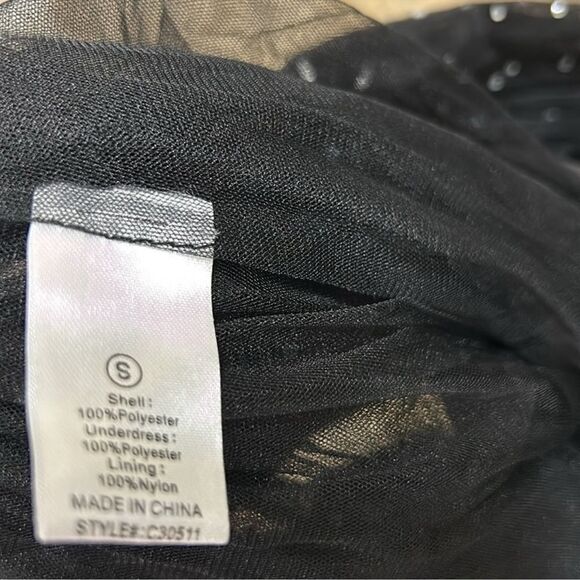 S
Shell:
100%Polyester
Underdress:
100%Polyester
Lining:
100%Nylon
MADE IN CHINA
STYLE#:C30511